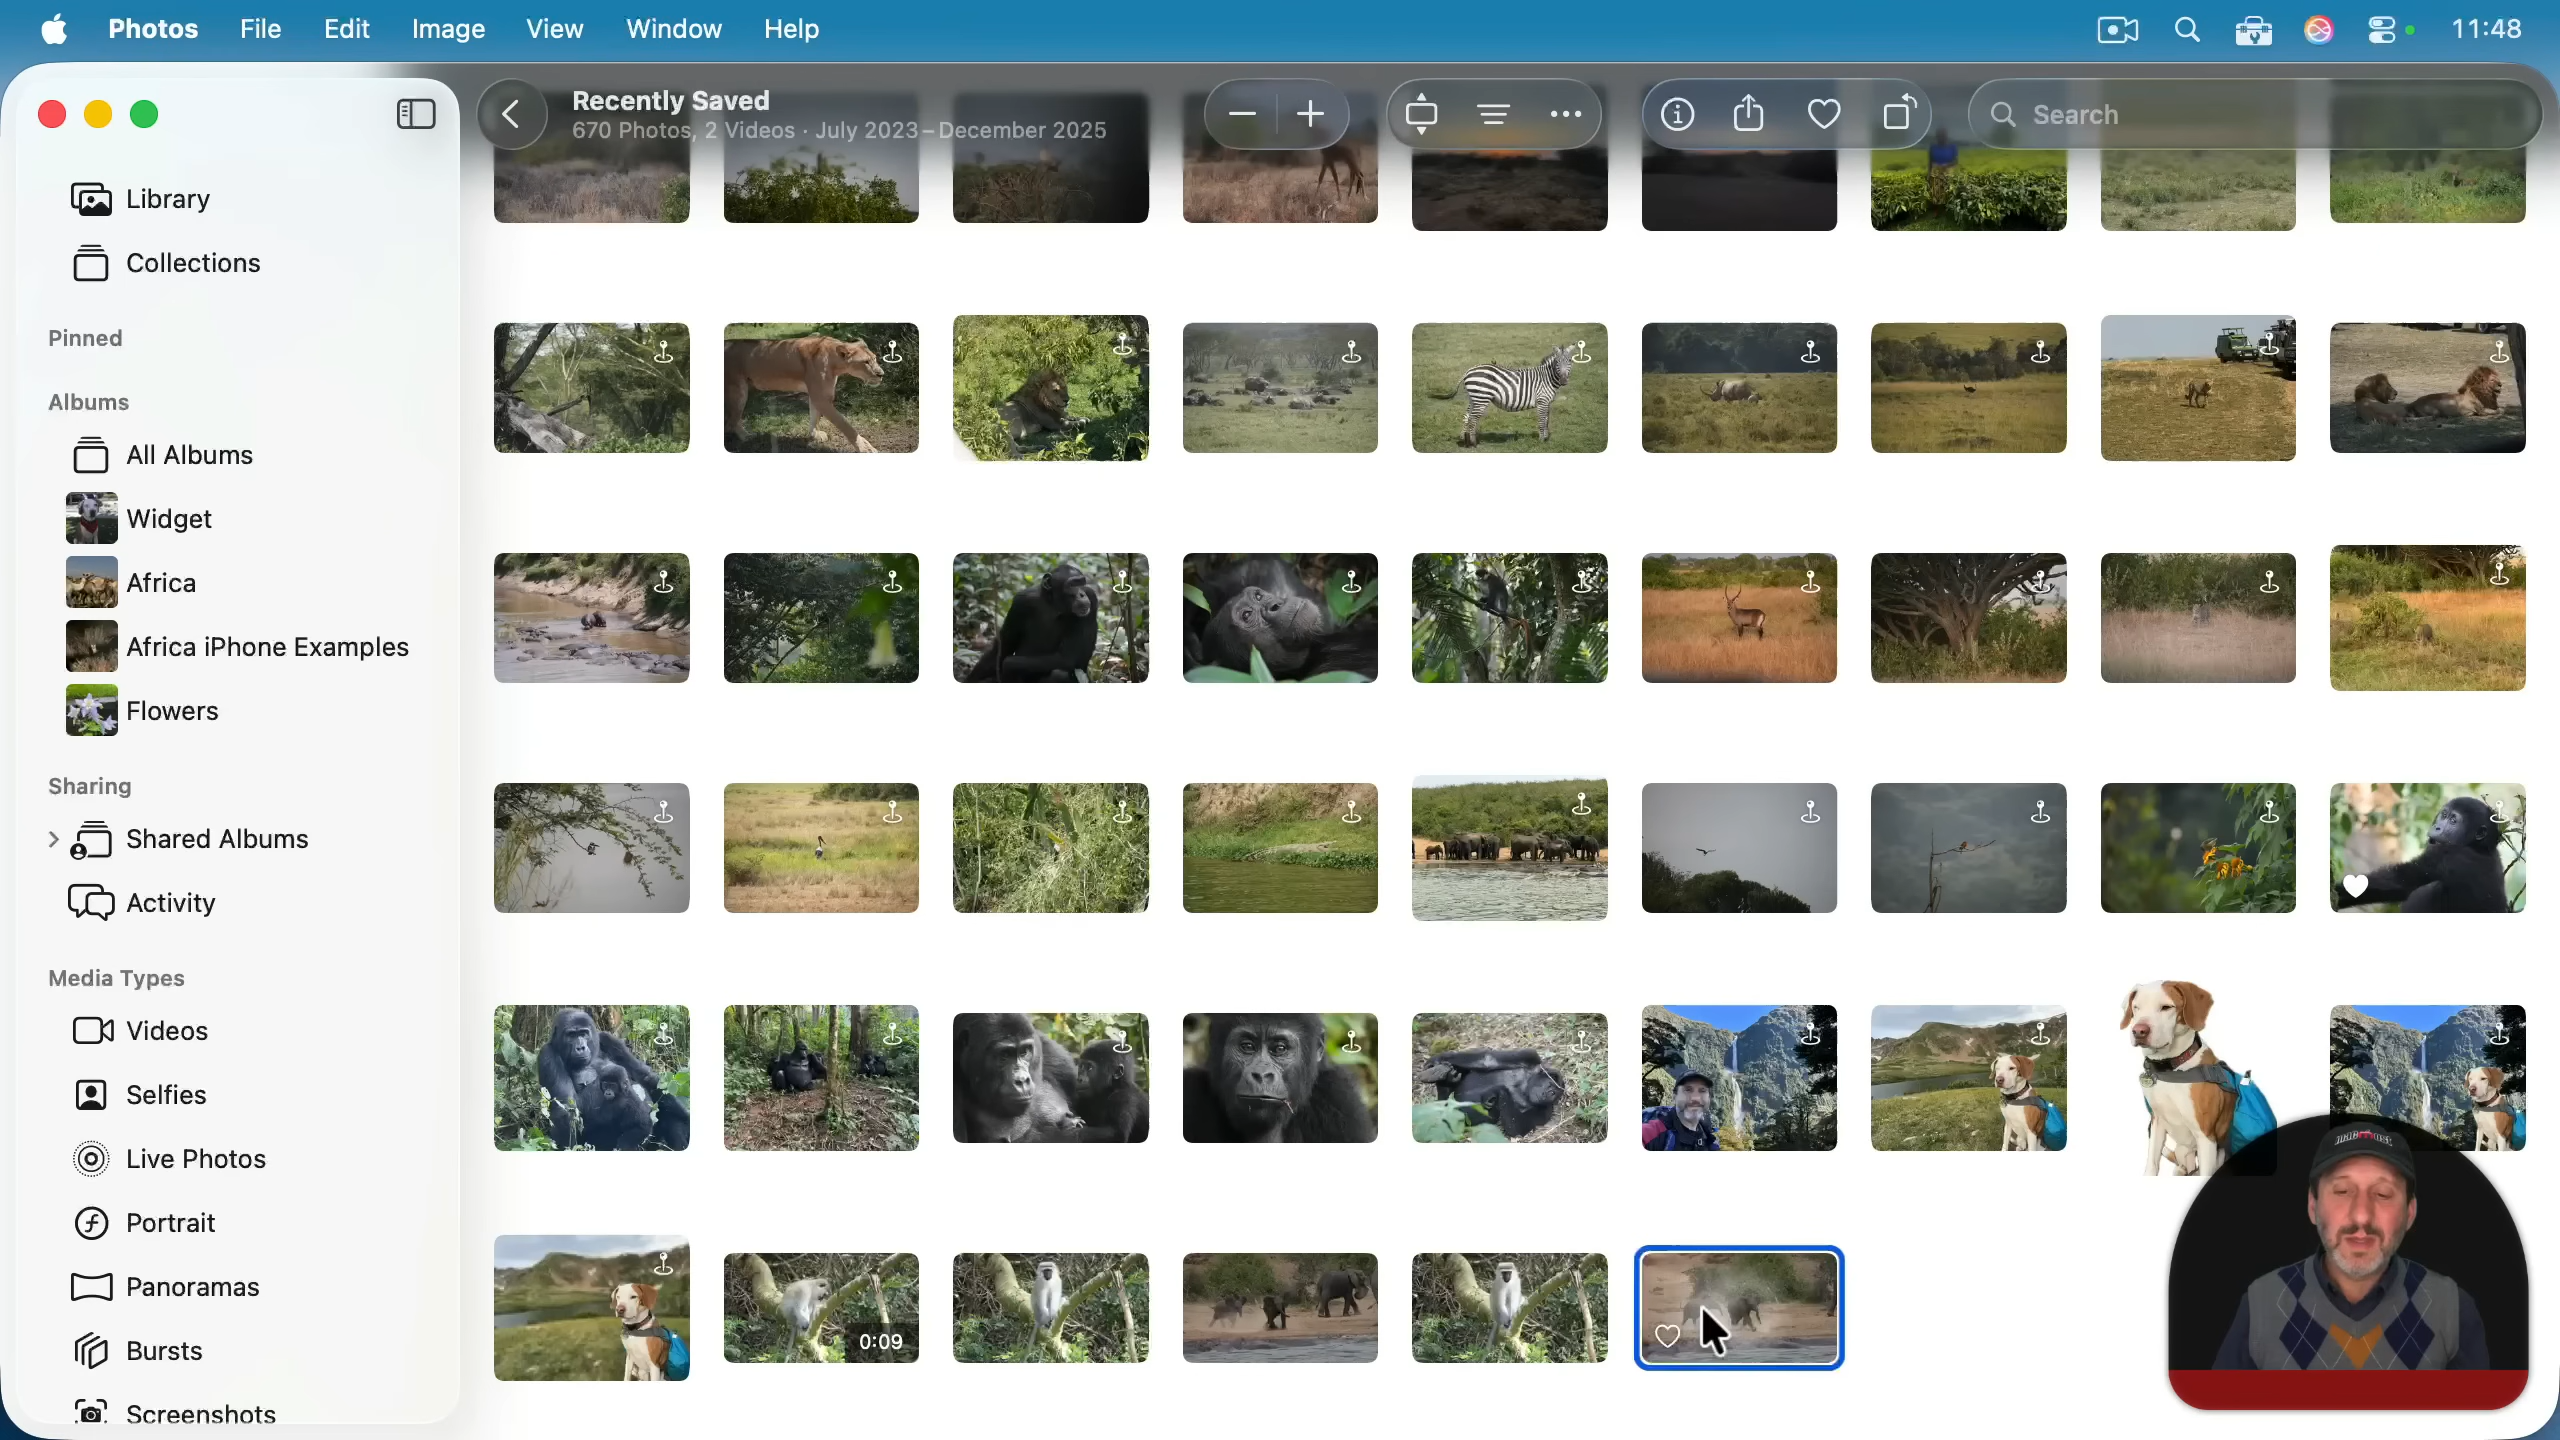 Photos File Edit Image View Window Help 11:48
Recently Saved
670 Photos, 2 Videos · July 2023–December 2025
Search
Library
Collections
Pinned
Albums
All Albums
Widget
Africa
Africa iPhone Examples
Flowers
Sharing
Shared Albums
Activity
Media Types
Videos
Selfies
Live Photos
Portrait
Panoramas
Bursts
Screenshots
0:09